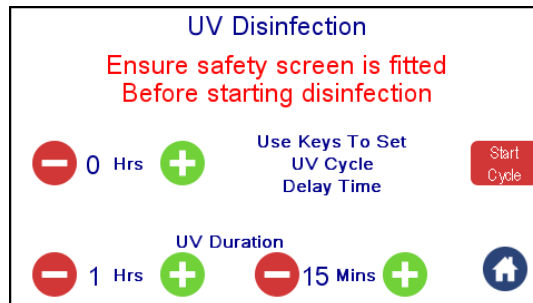 UV Disinfection
Ensure safety screen is fitted
Before starting disinfection
0 Hrs
Use Keys To Set
UV Cycle
Delay Time
Start
Cycle
UV Duration
1 Hrs
15 Mins